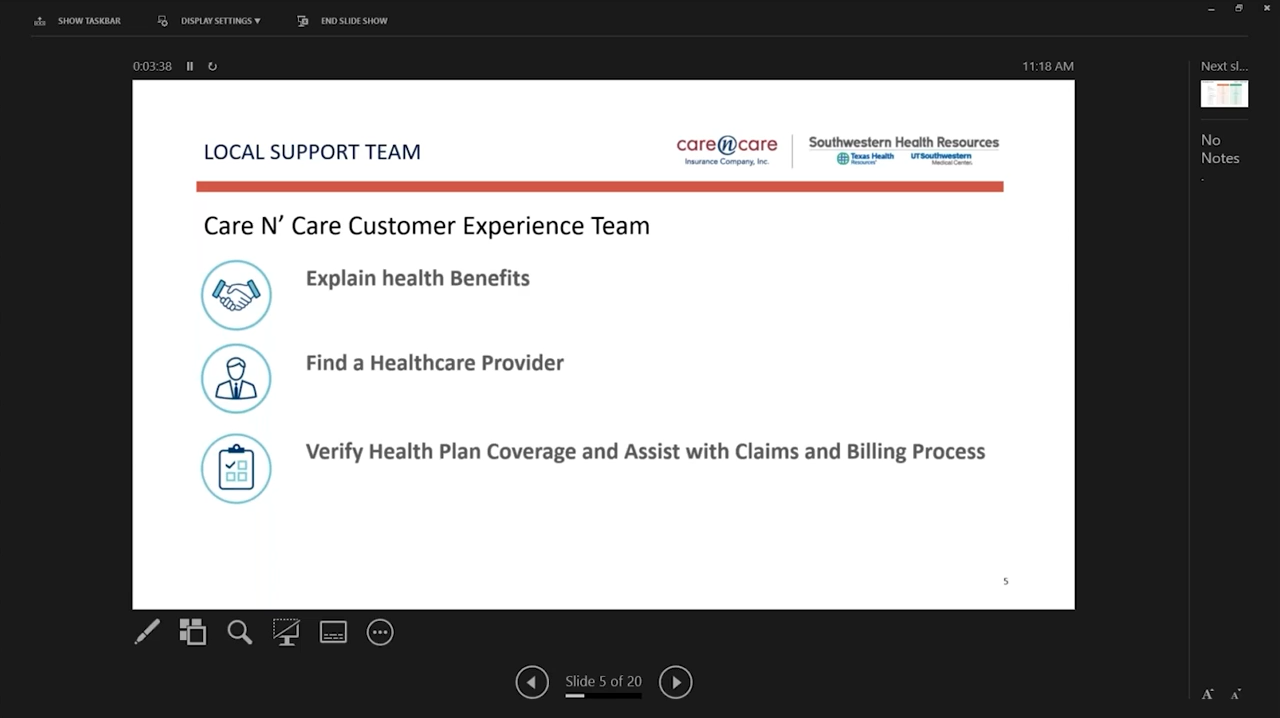 SHOW TASKBAR
DISPLAY SETTINGS ▼
END SLIDE SHOW
0:03:38
11:18 AM
Next sl...
No
Notes
.
LOCAL SUPPORT TEAM
care n care
Insurance Company, Inc.
Southwestern Health Resources
Texas Health
Resources
UTSouthwestern
Medical Center
Care N’ Care Customer Experience Team
Explain health Benefits
Find a Healthcare Provider
Verify Health Plan Coverage and Assist with Claims and Billing Process
5
Slide 5 of 20
A A